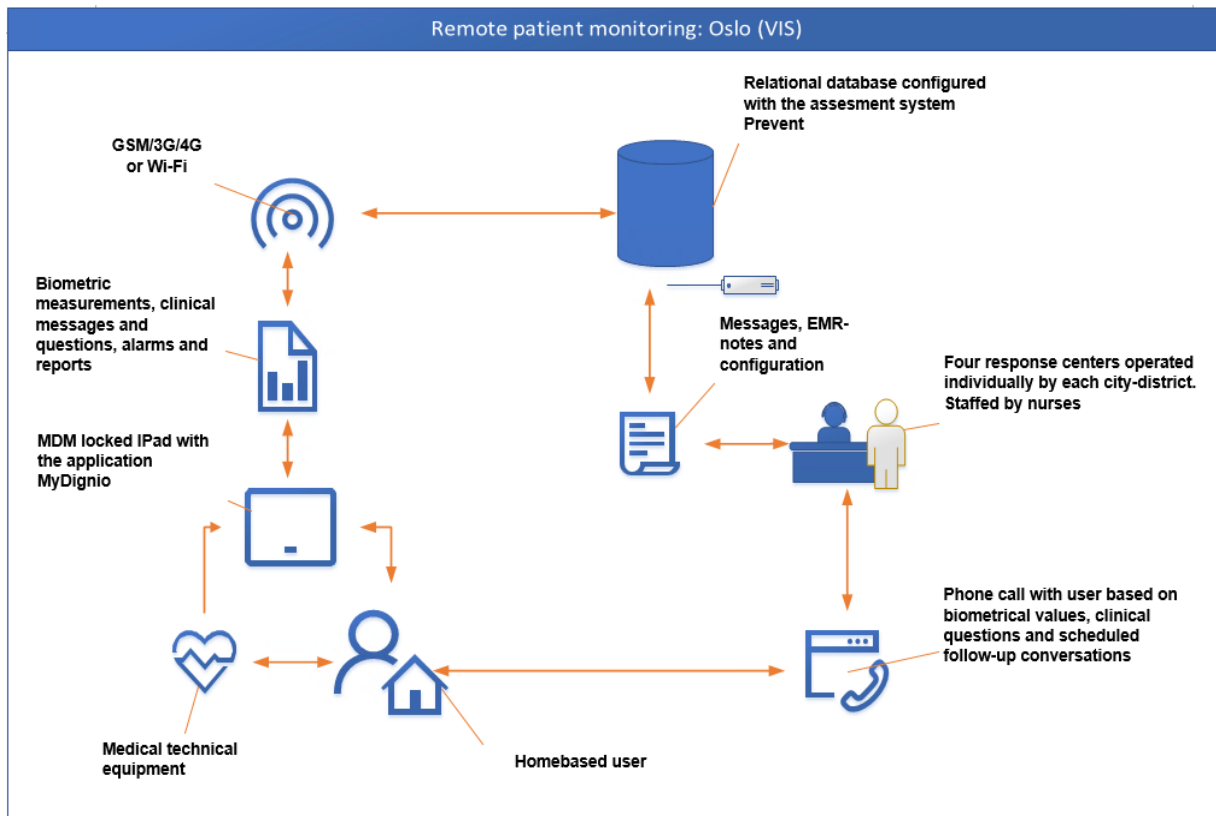 Remote patient monitoring: Oslo (VIS)
Relational database configured
with the assesment system
Prevent
GSM/3G/4G
or Wi-Fi
Biometric
measurements, clinical
messages and
questions, alarms and
reports
Messages, EMR-
notes and
configuration
Four response centers operated
individually by each city-district.
Staffed by nurses
MDM locked IPad with
the application
MyDignio
Phone call with user based on
biometrical values, clinical
questions and scheduled
follow-up conversations
Medical technical
equipment
Homebased user